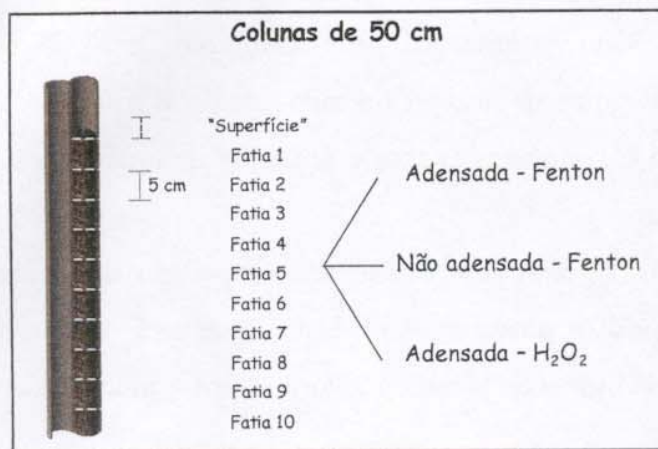 Colunas de 50 cm
"Superfície"
Fatia 1
Fatia 2
Fatia 3
Fatia 4
Fatia 5
Fatia 6
Fatia 7
Fatia 8
Fatia 9
Fatia 10
5 cm
Adensada - Fenton
Não adensada - Fenton
Adensada - H₂O₂